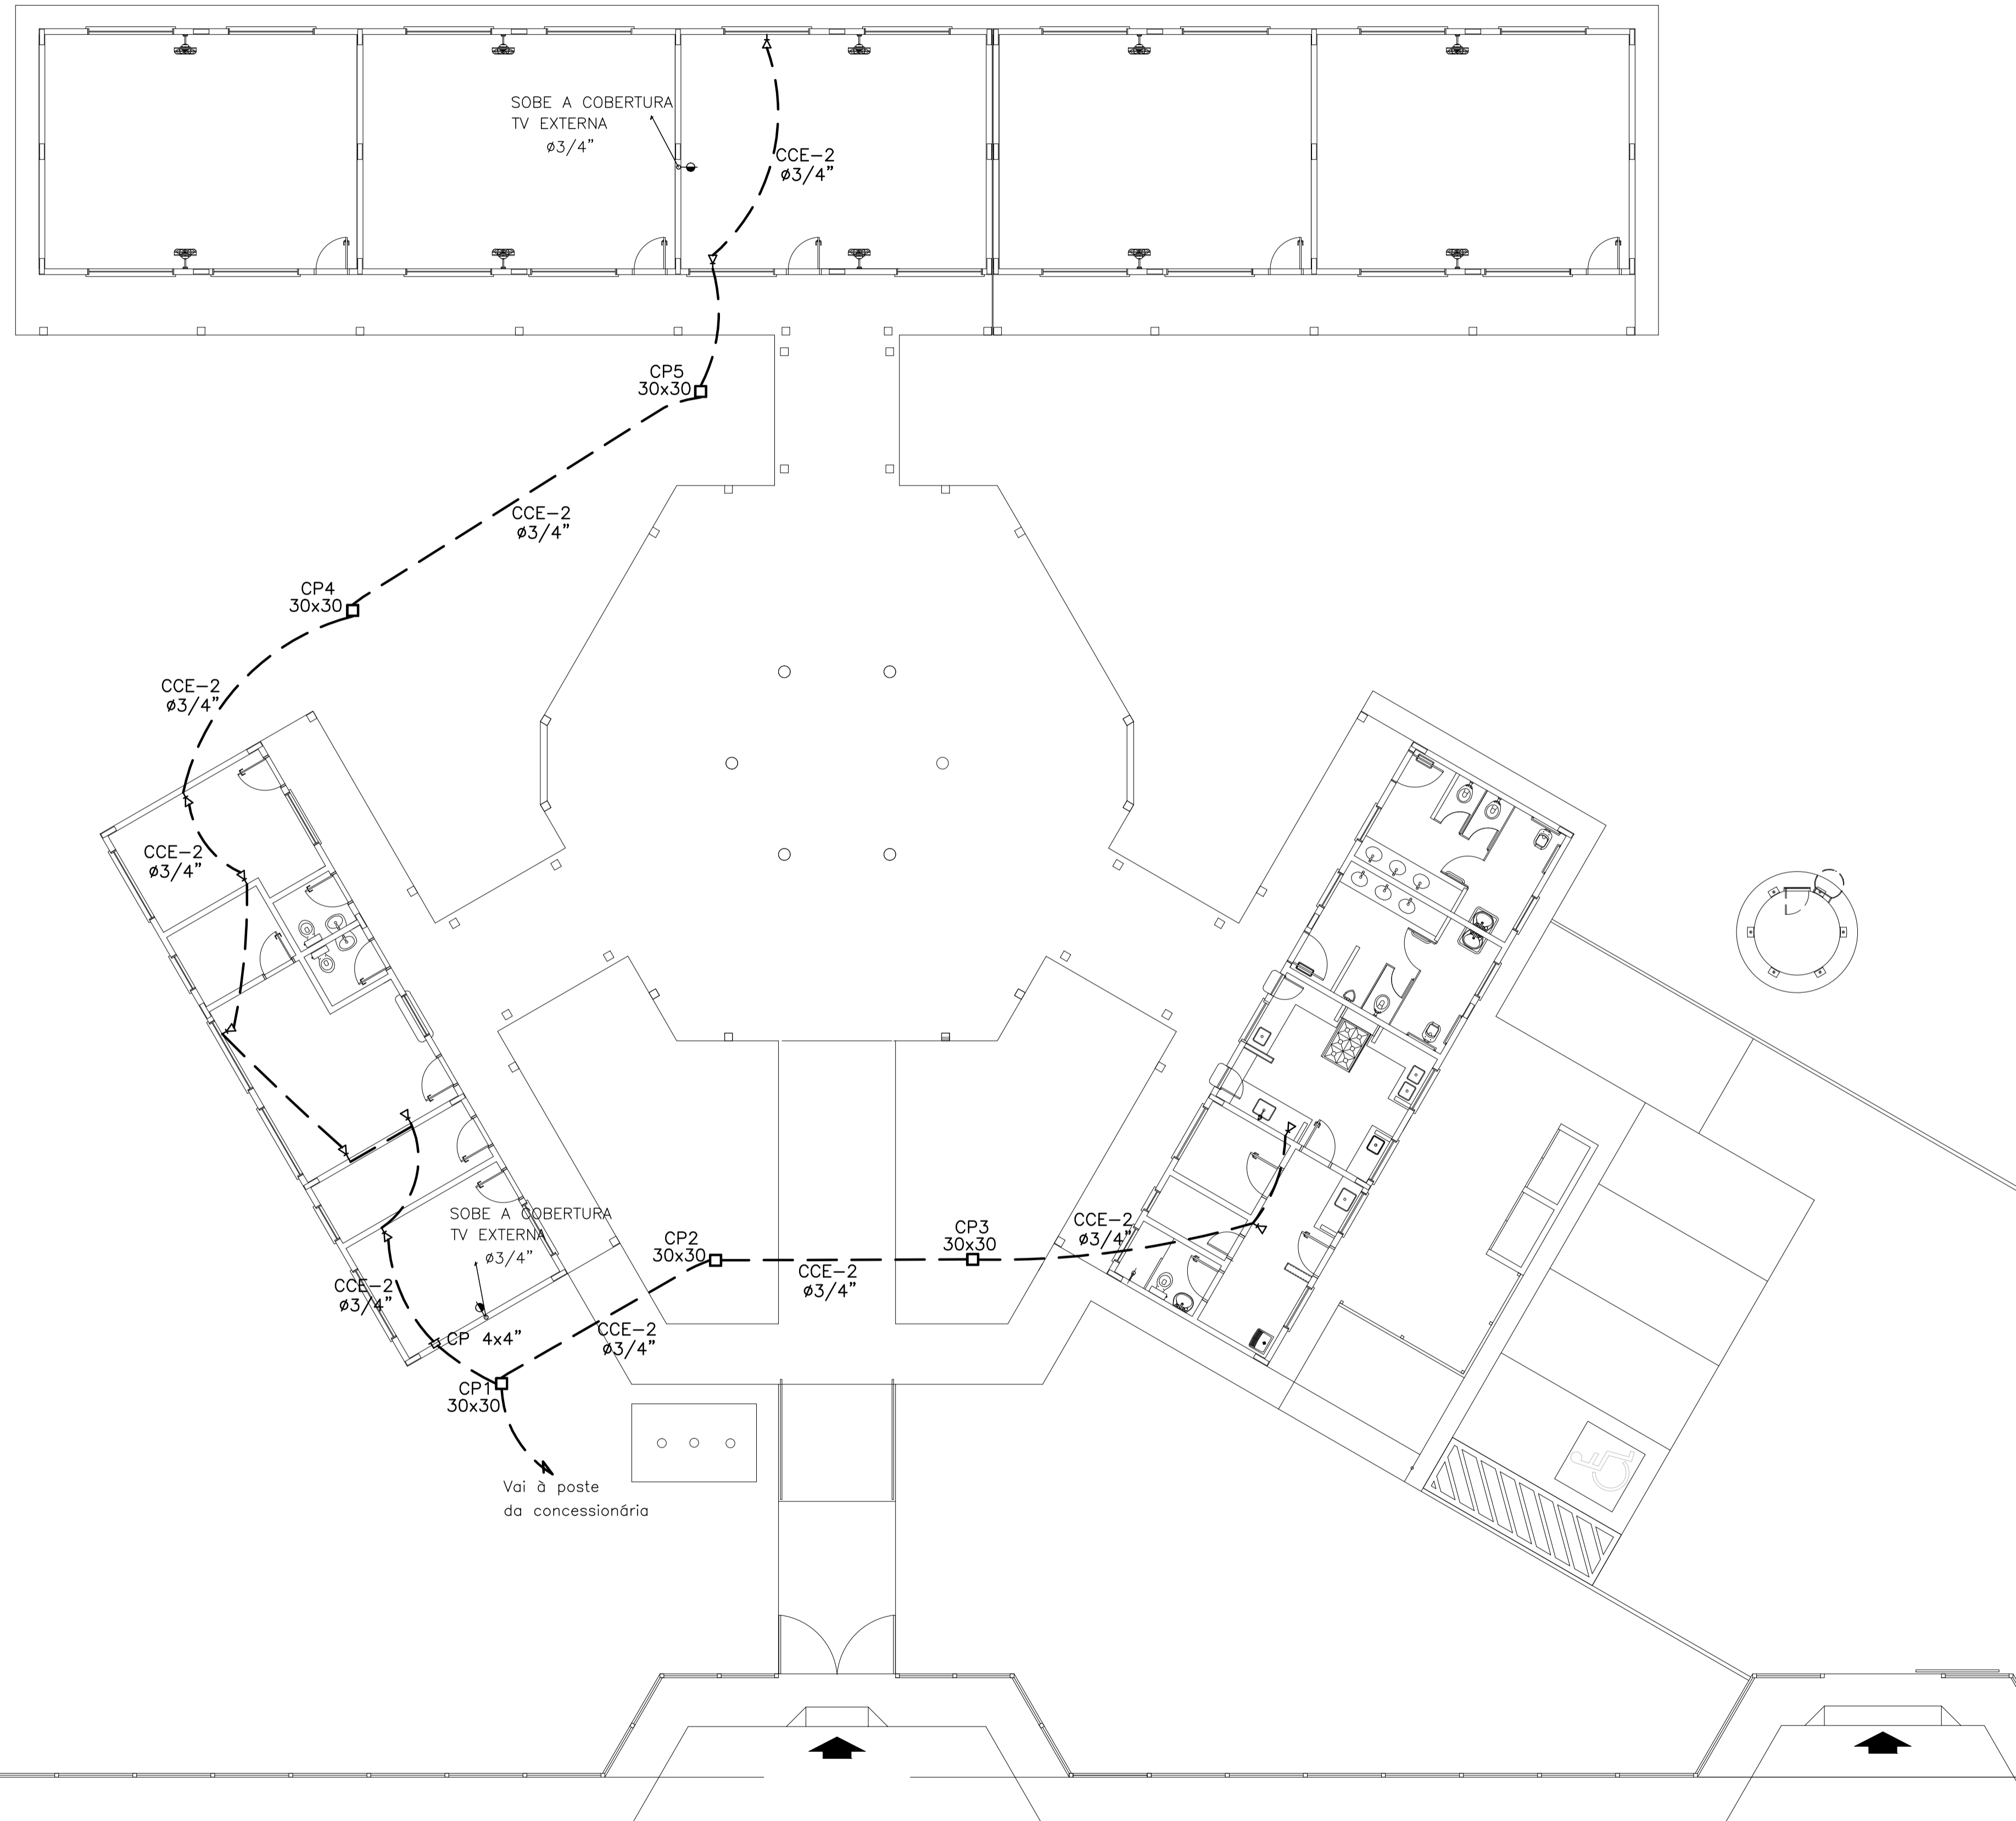 SOBE A COBERTURA
TV EXTERNA
ø3/4"
CCE-2
ø3/4"
CP5
30x30
CCE-2
ø3/4"
CP4
30x30
CCE-2
ø3/4"
CCE-2
ø3/4"
SOBE A COBERTURA
TV EXTERNA
ø3/4"
CP2
30x30
CP3
30x30
CCE-2
ø3/4"
CCE-2
ø3/4"
CCE-2
ø3/4"
CCE-2
ø3/4"
CP 4x4"
CP1
30x30
Vai à poste
da concessionária